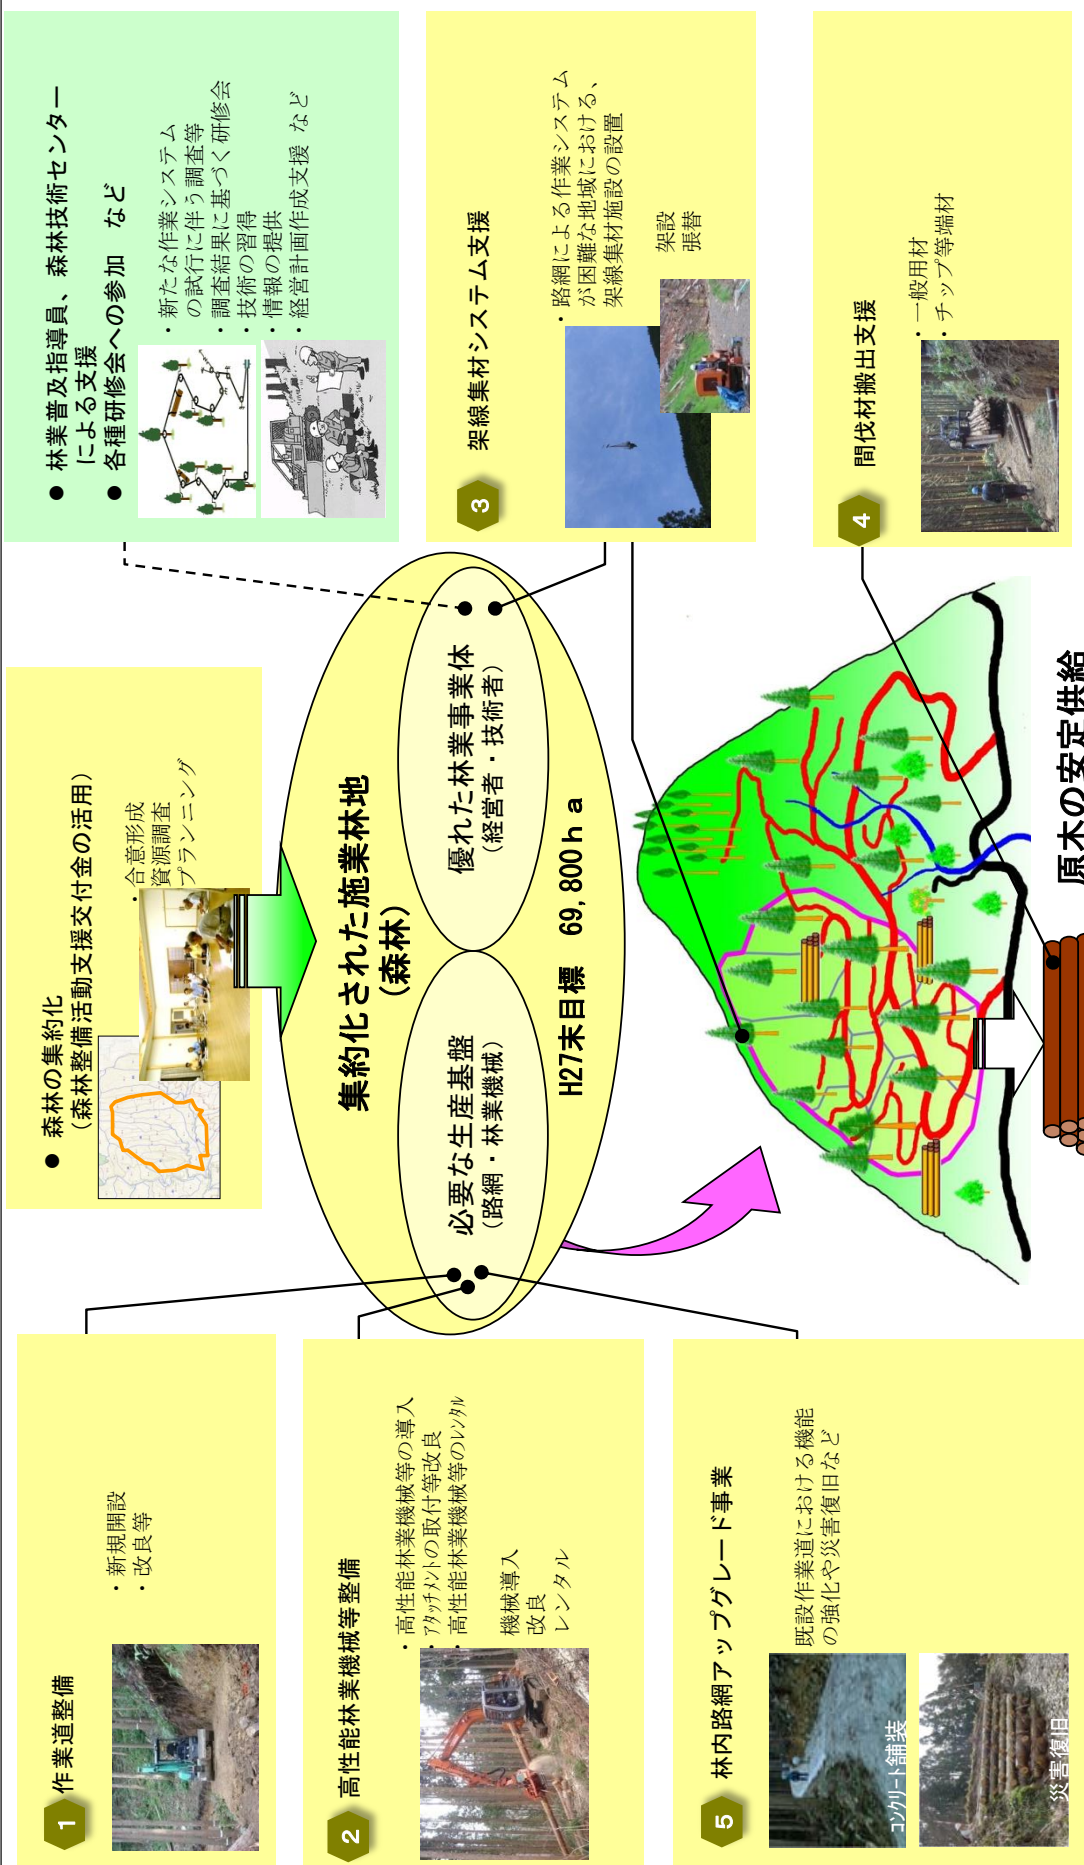 1
作業道整備
・新規開設
・改良等
2
高性能林業機械等整備
・高性能林業機械等の導入
・ｱﾀｯﾁﾒﾝﾄの取付等改良
・高性能林業機械等のﾚﾝﾀﾙ
機械導入
改良
レンタル
5
林内路網アップグレード事業
既設作業道における機能
の強化や災害復旧など
ｺﾝｸﾘｰﾄ舗装
災害復旧
● 森林の集約化
（森林整備活動支援交付金の活用）
・合意形成
資源調査
プランニング
集約化された施業林地
（森林）
必要な生産基盤
（路網・林業機械）
優れた林業事業体
（経営者・技術者）
H27末目標　69,800ｈａ
原木の安定供給
● 林業普及指導員、森林技術センター
による支援
● 各種研修会への参加　など
・新たな作業システム
の試行に伴う調査等
・調査結果に基づく研修会
・技術の習得
・情報の提供
・経営計画作成支援 など
3
架線集材システム支援
・路網による作業システム
が困難な地域における、
架線集材施設の設置
架設
張替
4
間伐材搬出支援
・一般用材
・チップ等端材